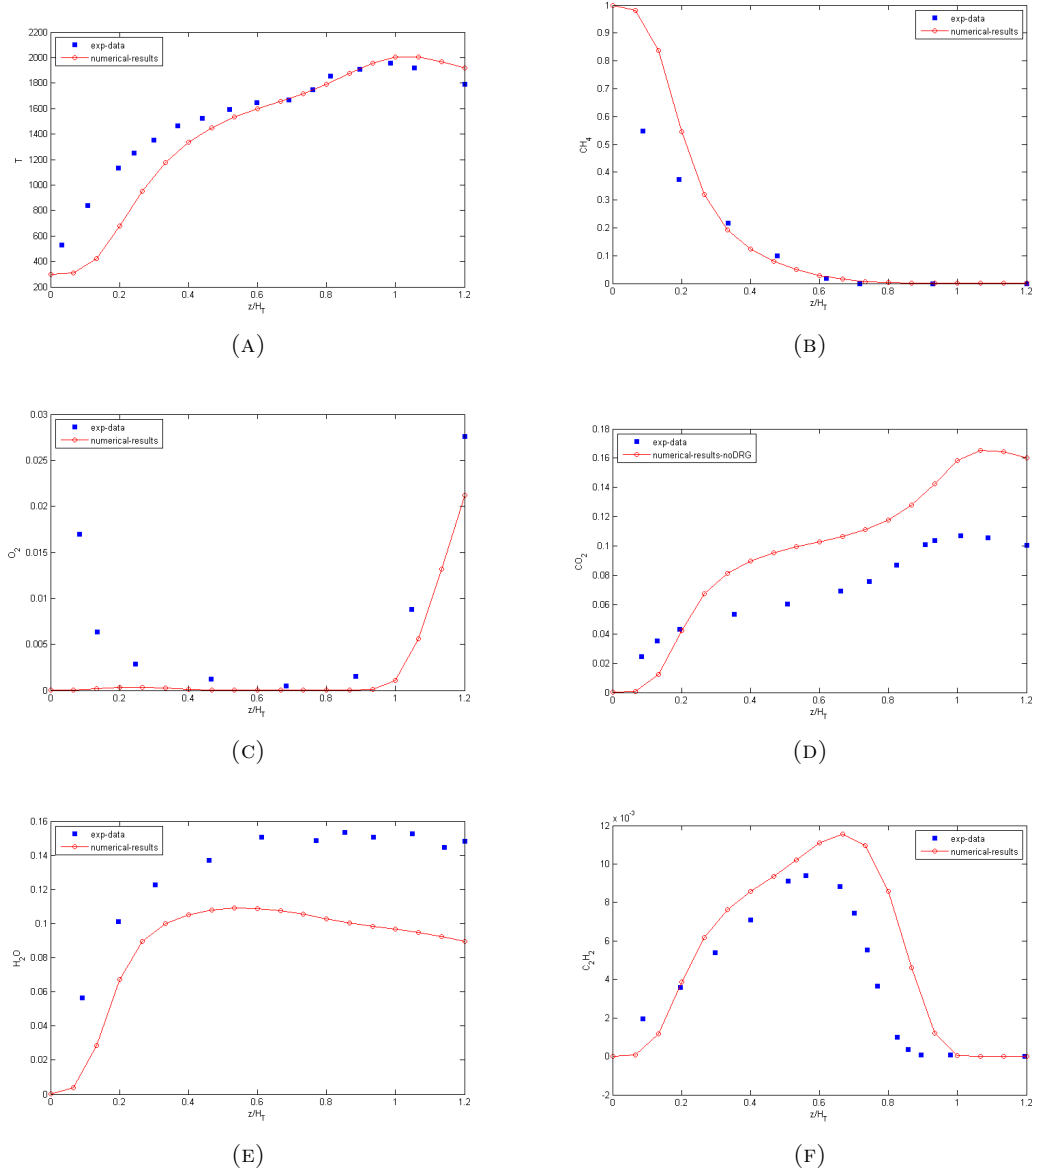 exp-data
numerical-results
2200
2000
1800
1600
1400
1200
1000
800
600
400
200
T
0 0.2 0.4 0.6 0.8 1 1.2
z/H_T
(A)
exp-data
numerical-results
1
0.9
0.8
0.7
0.6
0.5
0.4
0.3
0.2
0.1
0
CH_4
0 0.2 0.4 0.6 0.8 1 1.2
z/H_T
(B)
exp-data
numerical-results
0.03
0.025
0.02
0.015
0.01
0.005
0
O_2
0 0.2 0.4 0.6 0.8 1 1.2
z/H_T
(C)
exp-data
numerical-results-noDRG
0.18
0.16
0.14
0.12
0.1
0.08
0.06
0.04
0.02
0
CO_2
0 0.2 0.4 0.6 0.8 1 1.2
z/H_T
(D)
exp-data
numerical-results
0.16
0.14
0.12
0.1
0.08
0.06
0.04
0.02
0
H_2O
0 0.2 0.4 0.6 0.8 1 1.2
z/H_T
(E)
x 10^-3
exp-data
numerical-results
12
10
8
6
4
2
0
-2
C_2H_2
0 0.2 0.4 0.6 0.8 1 1.2
z/H_T
(F)